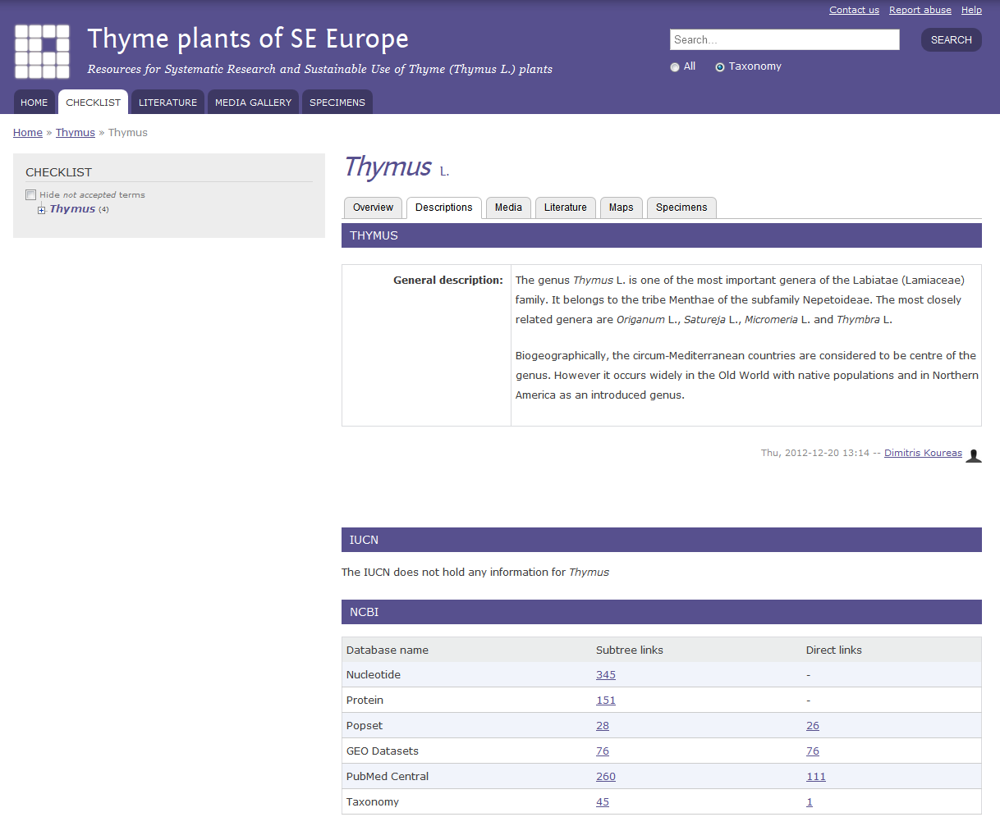 Contact us Report abuse Help
Thyme plants of SE Europe
Search...
SEARCH
Resources for Systematic Research and Sustainable Use of Thyme (Thymus L.) plants
All Taxonomy
HOME CHECKLIST LITERATURE MEDIA GALLERY SPECIMENS
Home » Thymus » Thymus
CHECKLIST
Hide not accepted terms
Thymus (4)
Thymus L.
Overview Descriptions Media Literature Maps Specimens
THYMUS
General description: The genus Thymus L. is one of the most important genera of the Labiatae (Lamiaceae)
family. It belongs to the tribe Menthae of the subfamily Nepetoideae. The most closely
related genera are Origanum L., Satureja L., Micromeria L. and Thymbra L.
Biogeographically, the circum-Mediterranean countries are considered to be centre of the
genus. However it occurs widely in the Old World with native populations and in Northern
America as an introduced genus.
Thu, 2012-12-20 13:14 -- Dimitris Koureas
IUCN
The IUCN does not hold any information for Thymus
NCBI
Database name Subtree links Direct links
Nucleotide 345 -
Protein 151 -
Popset 28 26
GEO Datasets 76 76
PubMed Central 260 111
Taxonomy 45 1